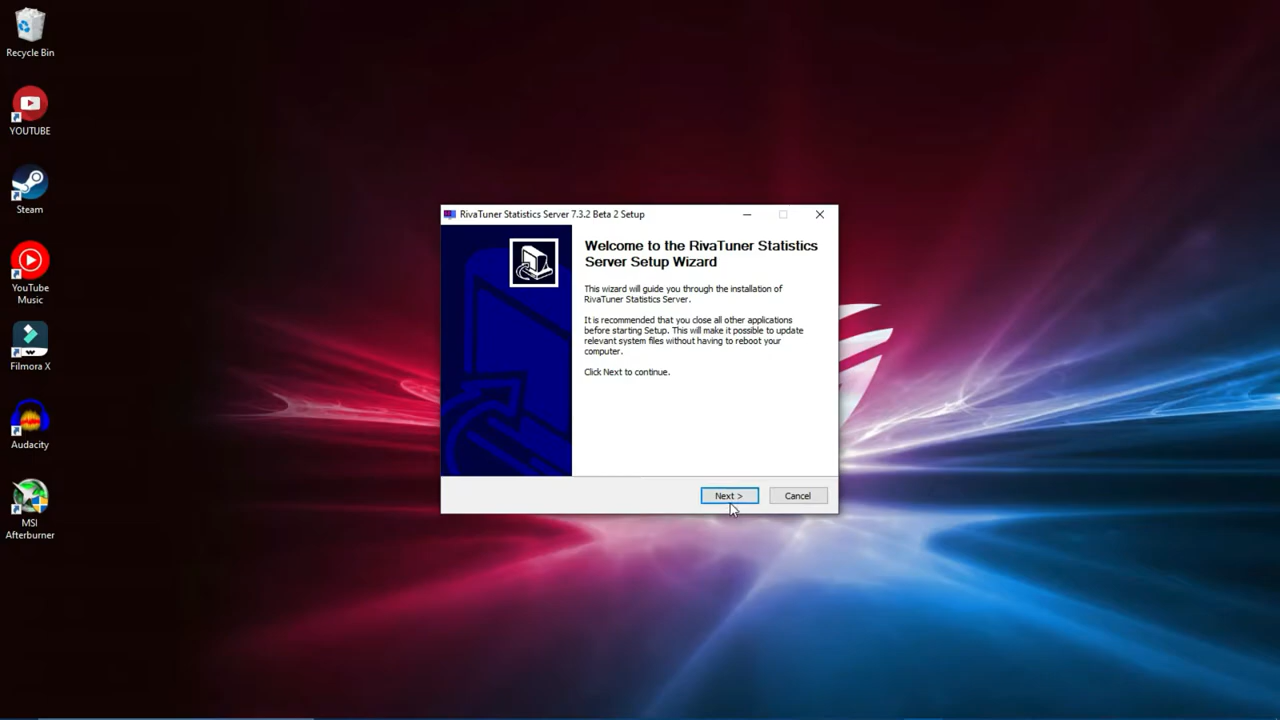 Recycle Bin
YOUTUBE
Steam
YouTube
Music
Filmora X
Audacity
MSI
Afterburner
RivaTuner Statistics Server 7.3.2 Beta 2 Setup
Welcome to the RivaTuner Statistics
Server Setup Wizard
This wizard will guide you through the installation of
RivaTuner Statistics Server.
It is recommended that you close all other applications
before starting Setup. This will make it possible to update
relevant system files without having to reboot your
computer.
Click Next to continue.
Next >
Cancel